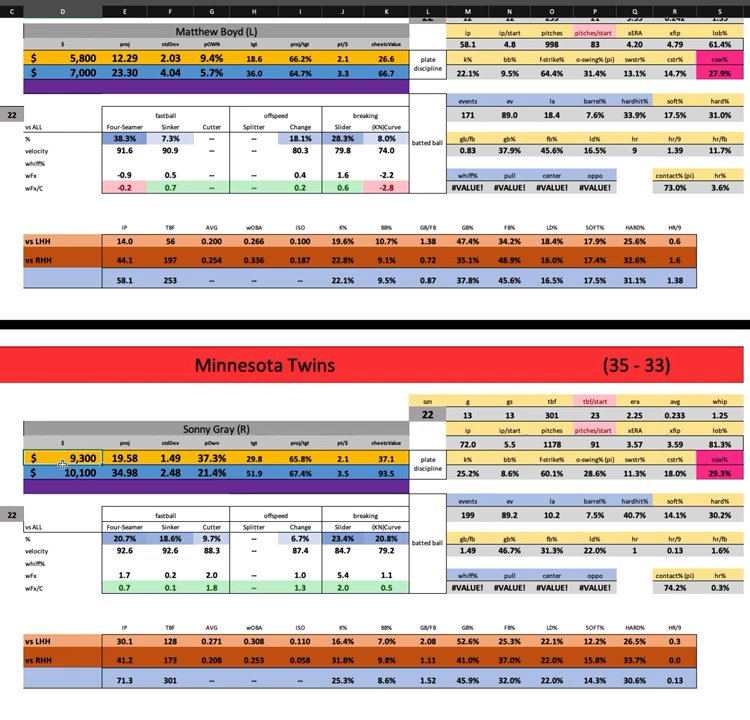 C D E F G H I J K L M N O P Q R S
22 12 12 253 21 1.33
Matthew Boyd (L) ip ip/start pitches pitches/start xERA xfip lob%
$ proj stdDev pOWN tgt proj/tgt pt/$ sheetsValue 58.1 4.8 998 83 4.20 4.79 61.4%
$ 5,800 12.29 2.03 9.4% 18.6 66.2% 2.1 26.6 plate discipline k% bb% f-strike% o-swing% (pi) swstr% cstr% csw%
$ 7,000 23.30 4.04 5.7% 36.0 64.7% 3.3 66.7 22.1% 9.5% 64.4% 31.4% 13.1% 14.7% 27.9%
events ev la barrel% hardhit% soft% hard%
22 fastball offspeed breaking 171 89.0 18.4 7.6% 33.9% 17.5% 31.0%
vs ALL Four-Seamer Sinker Cutter Splitter Change Slider (KN)Curve batted ball
% 38.3% 7.3% -- -- 18.1% 28.3% 8.0% gb/fb gb% fb% ld% hr hr/9 hr/fb
velocity 91.6 90.9 -- -- 80.3 79.8 74.0 0.83 37.9% 45.6% 16.5% 9 1.39 11.7%
whiff%
wFx -0.9 0.5 -- -- 0.4 1.6 -2.2 whiff% pull center oppo contact% (pi) hr%
wFx/C -0.2 0.7 -- -- 0.2 0.6 -2.8 #VALUE! #VALUE! #VALUE! #VALUE! 73.0% 3.6%
IP TBF AVG wOBA ISO K% BB% GB/FB GB% FB% LD% SOFT% HARD% HR/9
vs LHH 14.0 56 0.200 0.266 0.100 19.6% 10.7% 1.38 47.4% 34.2% 18.4% 17.9% 25.6% 0.6
vs RHH 44.1 197 0.254 0.336 0.187 22.8% 9.1% 0.72 35.1% 48.9% 16.0% 17.4% 32.6% 1.6
58.1 253 -- -- -- 22.1% 9.5% 0.87 37.8% 45.6% 16.5% 17.5% 31.1% 1.38
Minnesota Twins (35 - 33)
szn g gs tbf tbf/start era avg whip
22 13 13 301 23 2.25 0.233 1.25
Sonny Gray (R) ip ip/start pitches pitches/start xERA xfip lob%
$ proj stdDev pOwn tgt proj/tgt pt/$ sheetsValue 72.0 5.5 1178 91 3.57 3.59 81.3%
$ 9,300 19.58 1.49 37.3% 29.8 65.8% 2.1 37.1 plate discipline k% bb% f-strike% o-swing% (pi) swstr% cstr% csw%
$ 10,100 34.98 2.48 21.4% 51.9 67.4% 3.5 93.5 25.2% 8.6% 60.1% 28.6% 11.3% 18.0% 29.3%
events ev la barrel% hardhit% soft% hard%
22 fastball offspeed breaking 199 89.2 10.2 7.5% 40.7% 14.1% 30.2%
vs ALL Four-Seamer Sinker Cutter Splitter Change Slider (KN)Curve batted ball
% 20.7% 18.6% 9.7% -- 6.7% 23.4% 20.8% gb/fb gb% fb% ld% hr hr/9 hr/fb
velocity 92.6 92.6 88.3 -- 87.4 84.7 79.2 1.49 46.7% 31.3% 22.0% 1 0.13 1.6%
whiff%
wFx 1.7 0.2 2.0 -- 1.0 5.4 1.1 whiff% pull center oppo contact% (pi) hr%
wFx/C 0.7 0.1 1.8 -- 1.3 2.0 0.5 #VALUE! #VALUE! #VALUE! #VALUE! 74.2% 0.3%
IP TBF AVG wOBA ISO K% BB% GB/FB GB% FB% LD% SOFT% HARD% HR/9
vs LHH 30.1 128 0.271 0.308 0.110 16.4% 7.0% 2.08 52.6% 25.3% 22.1% 12.2% 26.5% 0.3
vs RHH 41.2 173 0.208 0.253 0.058 31.8% 9.8% 1.11 41.0% 37.0% 22.0% 15.8% 33.7% 0.0
71.3 301 -- -- -- 25.3% 8.6% 1.52 45.9% 32.0% 22.0% 14.3% 30.6% 0.13